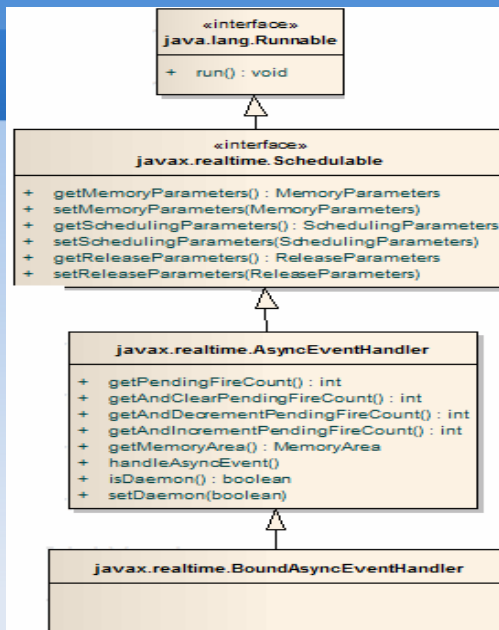 «interface»
java.lang.Runnable
+ run() : void
«interface»
javax.realtime.Schedulable
+ getMemoryParameters() : MemoryParameters
+ setMemoryParameters(MemoryParameters)
+ getSchedulingParameters() : SchedulingParameters
+ setSchedulingParameters(SchedulingParameters)
+ getReleaseParameters() : ReleaseParameters
+ setReleaseParameters(ReleaseParameters)
javax.realtime.AsyncEventHandler
+ getPendingFireCount() : int
+ getAndClearPendingFireCount() : int
+ getAndDecrementPendingFireCount() : int
+ getAndIncrementPendingFireCount() : int
+ getMemoryArea() : MemoryArea
+ handleAsyncEvent()
+ isDaemon() : boolean
+ setDaemon(boolean)
javax.realtime.BoundAsyncEventHandler